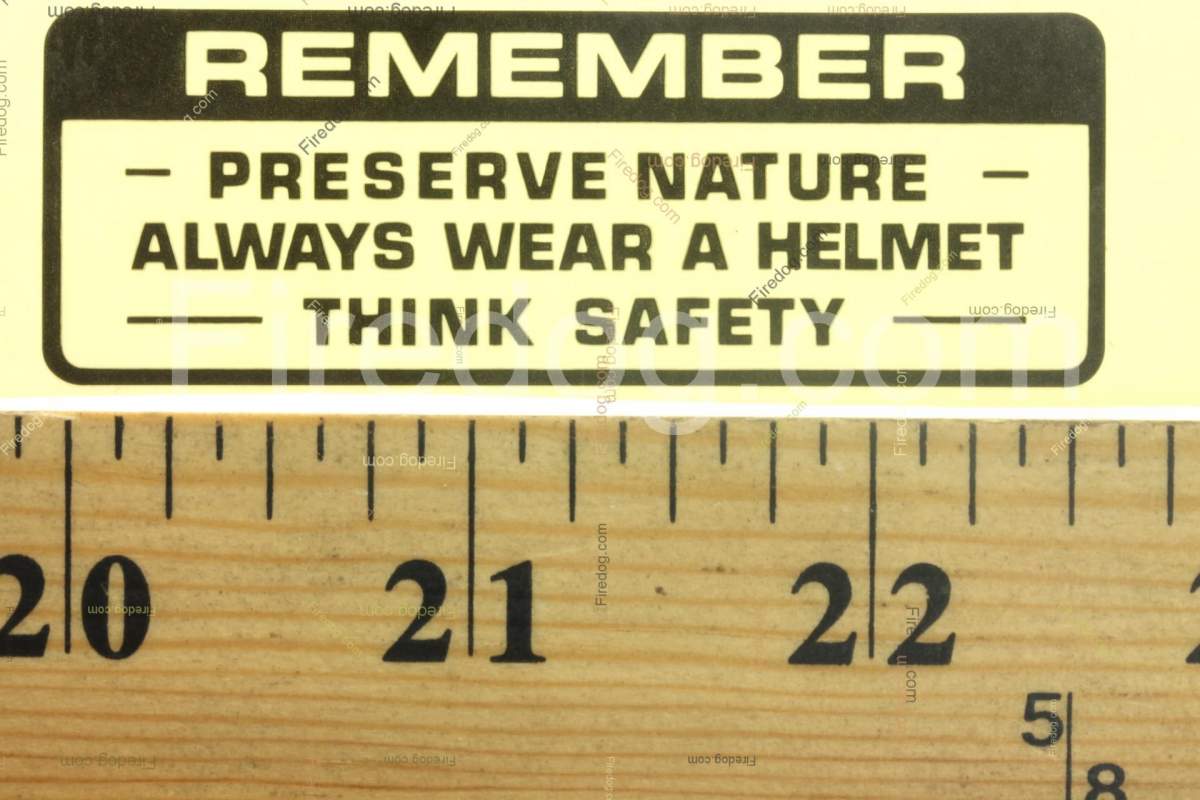 REMEMBER
– PRESERVE NATURE –
ALWAYS WEAR A HELMET
— THINK SAFETY —
Firedog.com
20 21 22
5
8